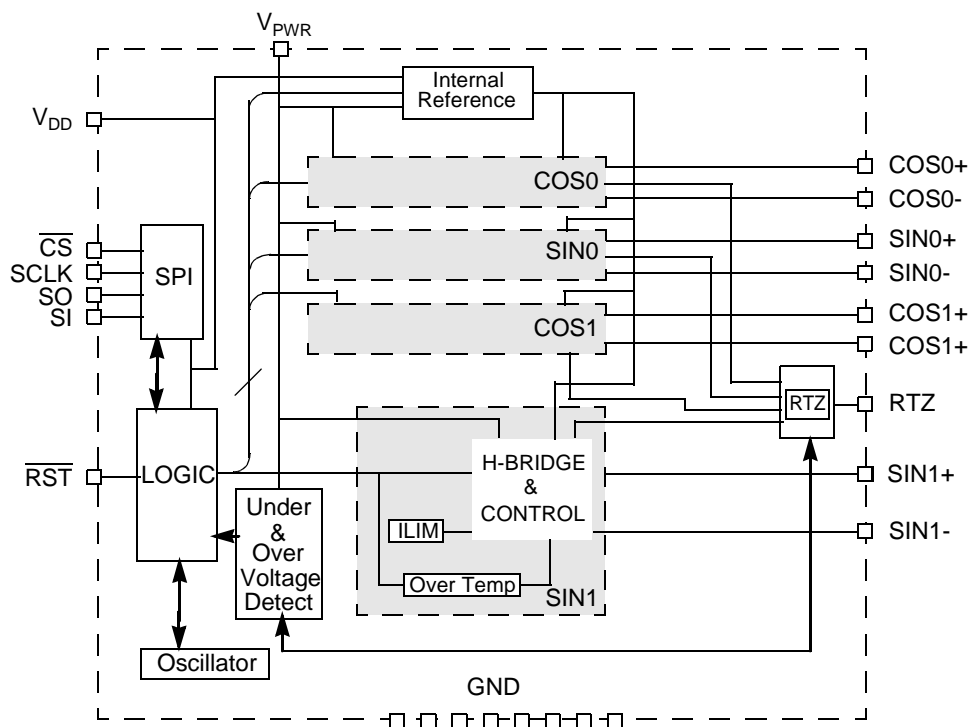 VPWR
Internal
Reference
VDD
COS0
COS0+
COS0-
CS
SCLK
SO
SI
SPI
SIN0
SIN0+
SIN0-
COS1
COS1+
COS1+
RTZ
RTZ
RST
LOGIC
H-BRIDGE
&
CONTROL
SIN1+
SIN1-
Under
&
Over
Voltage
Detect
ILIM
Over Temp
SIN1
Oscillator
GND